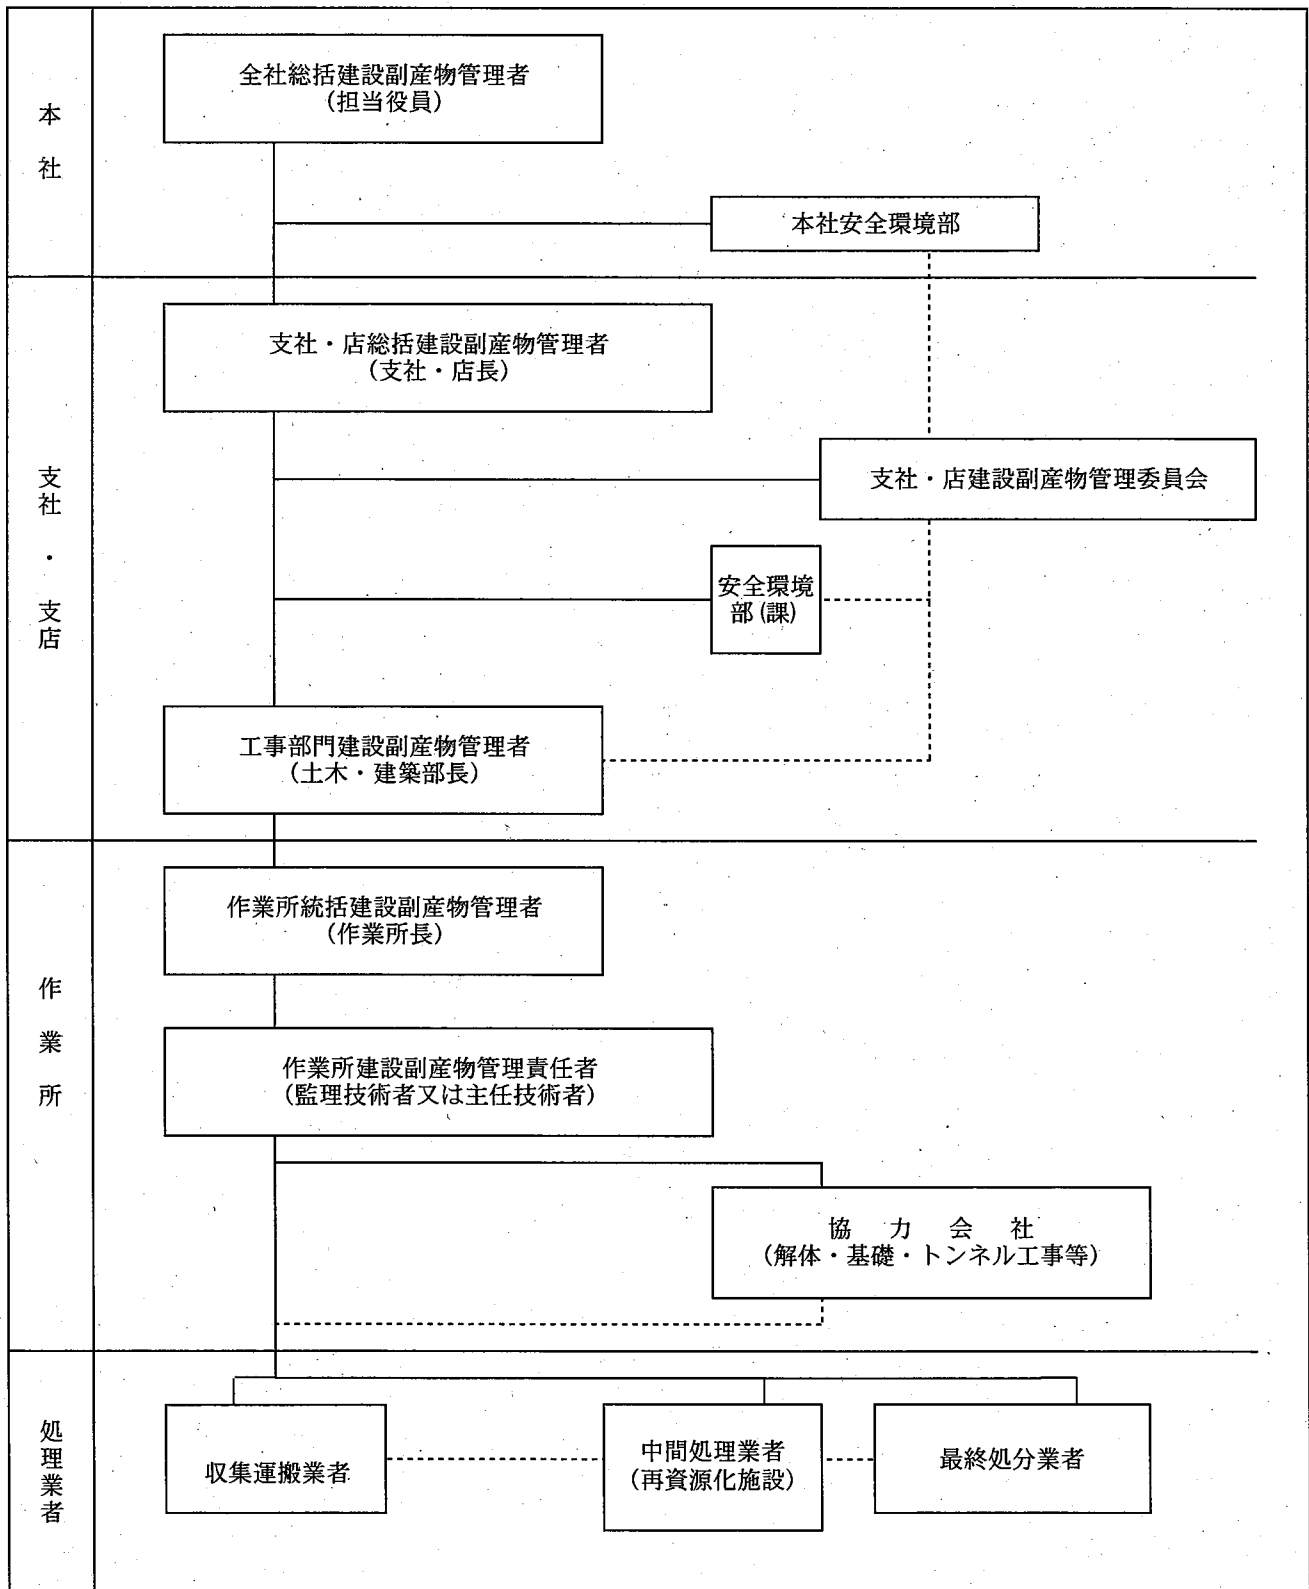 本社
全社総括建設副産物管理者
(担当役員)
本社安全環境部
支社・支店
支社・店総括建設副産物管理者
(支社・店長)
支社・店建設副産物管理委員会
安全環境
部(課)
工事部門建設副産物管理者
(土木・建築部長)
作業所
作業所統括建設副産物管理者
(作業所長)
作業所建設副産物管理責任者
(監理技術者又は主任技術者)
協力会社
(解体・基礎・トンネル工事等)
処理業者
収集運搬業者
中間処理業者
(再資源化施設)
最終処分業者